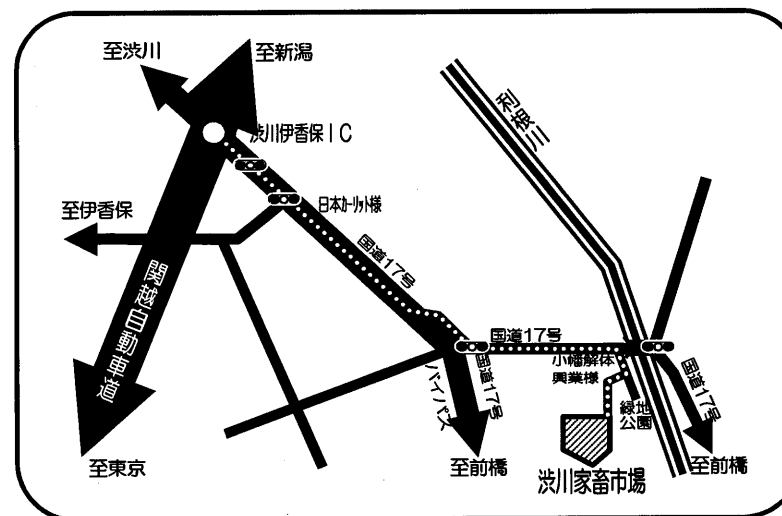 至渋川
至新潟
利根川
渋川伊香保IC
至伊香保
日本カーリット様
国道17号
関越自動車道
国道17号
小幡解体
興業様
国道17号
バイパス
国道17号
緑地
公園
至東京
至前橋
渋川家畜市場
至前橋